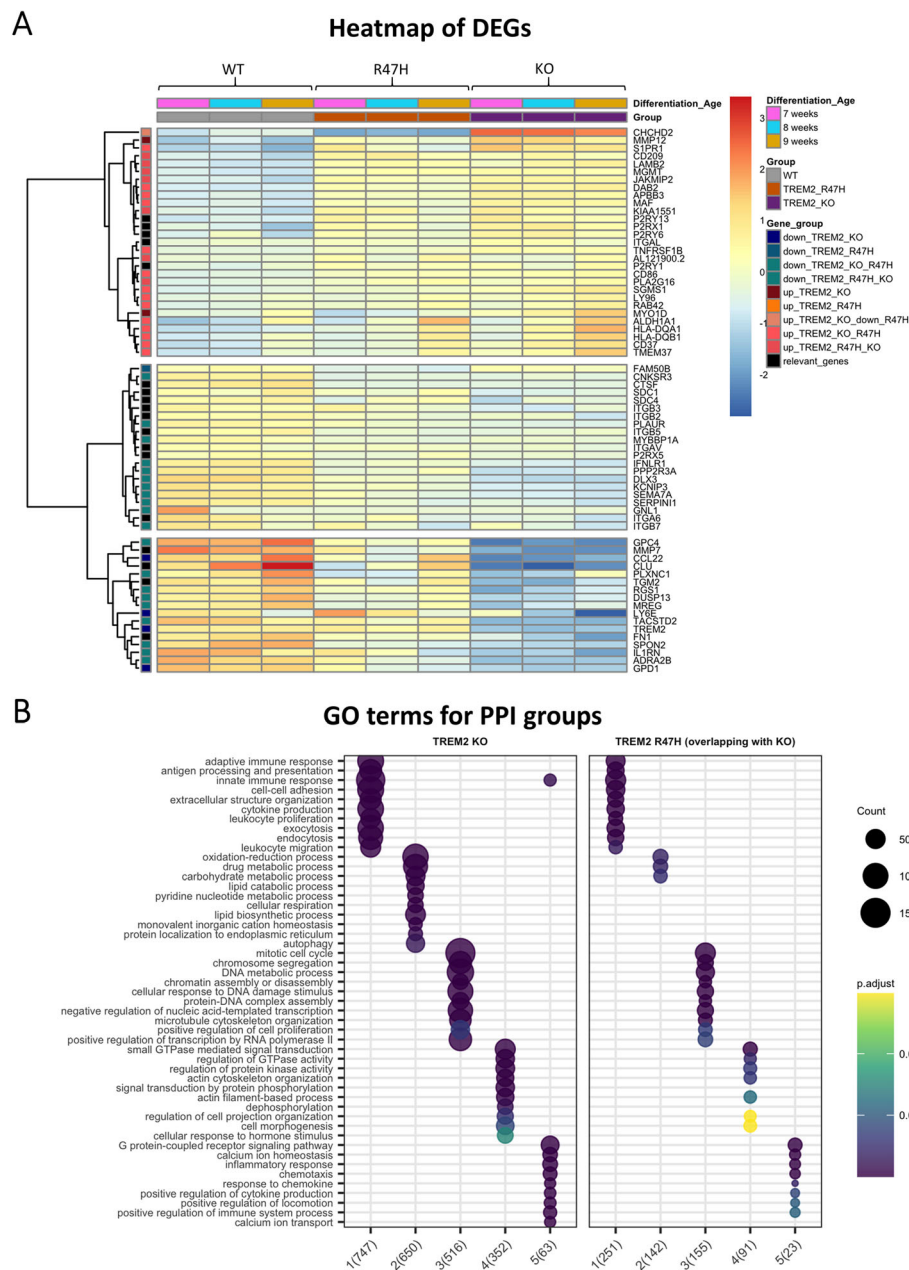 A
Heatmap of DEGs
WT
R47H
KO
Differentiation_Age
Group
CHCHD2
MMP12
S1PR1
CD209
LAMB2
MGMT
JAKMIP2
DAB2
APBB3
MAF
KIAA1551
P2RY13
P2RX1
P2RY6
ITGAL
TNFRSF1B
AL121900.2
P2RY1
CD86
PLA2G16
SGMS1
LY96
RAB42
MYO1D
ALDH1A1
HLA-DQA1
HLA-DQB1
CD37
TMEM37
FAM50B
CNKSR3
CTSF
SDC1
SDC4
ITGB3
ITGB2
PLAUR
ITGB5
MYBBP1A
ITGAV
P2RX5
IFNLR1
PPP2R3A
DLX3
KCNIP3
SEMA7A
SERPINI1
GNL1
ITGA6
ITGB7
GPC4
MMP7
CCL22
CLU
PLXNC1
TGM2
RGS1
DUSP13
MREG
LY6E
TACSTD2
TREM2
FN1
SPON2
IL1RN
ADRA2B
GPD1
3
2
1
0
-1
-2
Differentiation_Age
7 weeks
8 weeks
9 weeks
Group
WT
TREM2_R47H
TREM2_KO
Gene_group
down_TREM2_KO
down_TREM2_R47H
down_TREM2_KO_R47H
down_TREM2_R47H_KO
up_TREM2_KO
up_TREM2_R47H
up_TREM2_KO_down_R47H
up_TREM2_KO_R47H
up_TREM2_R47H_KO
relevant_genes
B
GO terms for PPI groups
TREM2 KO
TREM2 R47H (overlapping with KO)
adaptive immune response
antigen processing and presentation
innate immune response
cell-cell adhesion
extracellular structure organization
cytokine production
leukocyte proliferation
exocytosis
endocytosis
leukocyte migration
oxidation-reduction process
drug metabolic process
carbohydrate metabolic process
lipid catabolic process
pyridine nucleotide metabolic process
cellular respiration
lipid biosynthetic process
monovalent inorganic cation homeostasis
protein localization to endoplasmic reticulum
autophagy
mitotic cell cycle
chromosome segregation
DNA metabolic process
chromatin assembly or disassembly
cellular response to DNA damage stimulus
protein-DNA complex assembly
negative regulation of nucleic acid-templated transcription
microtubule cytoskeleton organization
positive regulation of cell proliferation
positive regulation of transcription by RNA polymerase II
small GTPase mediated signal transduction
regulation of GTPase activity
regulation of protein kinase activity
actin cytoskeleton organization
signal transduction by protein phosphorylation
actin filament-based process
dephosphorylation
regulation of cell projection organization
cell morphogenesis
cellular response to hormone stimulus
G protein-coupled receptor signaling pathway
calcium ion homeostasis
inflammatory response
chemotaxis
response to chemokine
positive regulation of cytokine production
positive regulation of locomotion
positive regulation of immune system process
calcium ion transport
1(747)
2(650)
3(516)
4(352)
5(63)
1(251)
2(142)
3(155)
4(91)
5(23)
Count
50
10
15
p.adjust
0.0
0.0